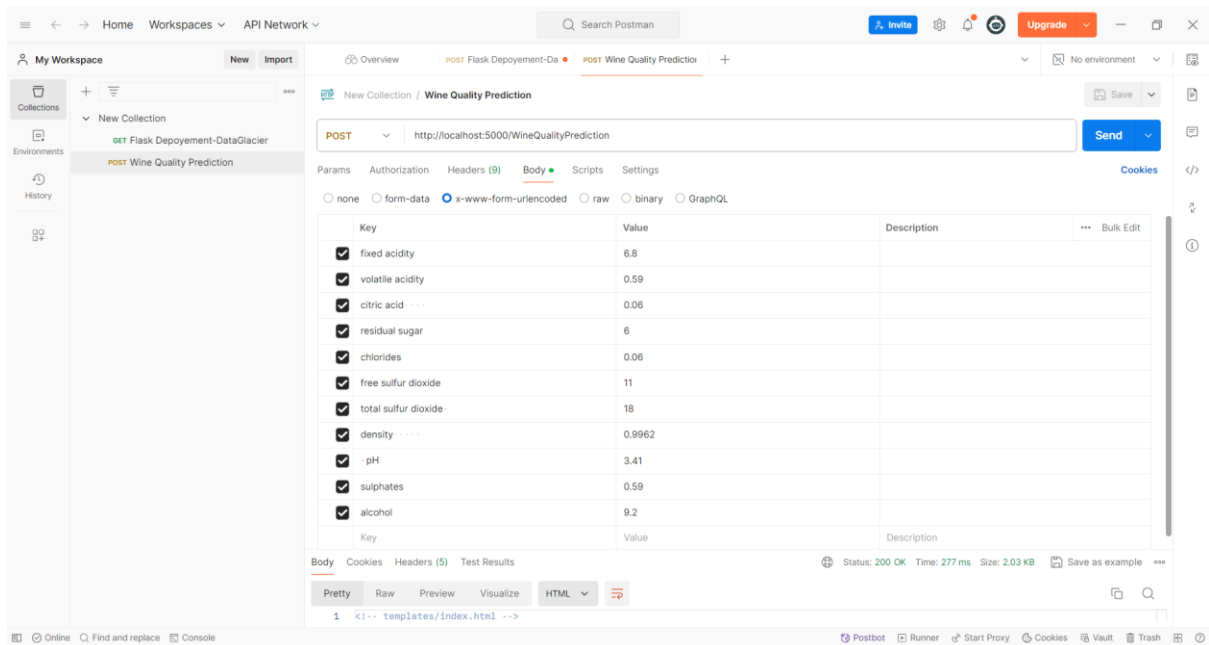 Home Workspaces API Network Search Postman Invite Upgrade
My Workspace New Import Overview POST Flask Depoyement-Da POST Wine Quality Prediction No environment
Collections
Environments
History
New Collection
GET Flask Depoyement-DataGlacier
POST Wine Quality Prediction
HTTP New Collection / Wine Quality Prediction Save
POST http://localhost:5000/WineQualityPrediction Send
Params Authorization Headers (9) Body Scripts Settings Cookies
none form-data x-www-form-urlencoded raw binary GraphQL
Key Value Description Bulk Edit
fixed acidity 6.8
volatile acidity 0.59
citric acid 0.06
residual sugar 6
chlorides 0.06
free sulfur dioxide 11
total sulfur dioxide 18
density 0.9962
pH 3.41
sulphates 0.59
alcohol 9.2
Key Value Description
Body Cookies Headers (5) Test Results Status: 200 OK Time: 277 ms Size: 2.03 KB Save as example
Pretty Raw Preview Visualize HTML
1 <!-- templates/index.html -->
Online Find and replace Console Postbot Runner Start Proxy Cookies Vault Trash